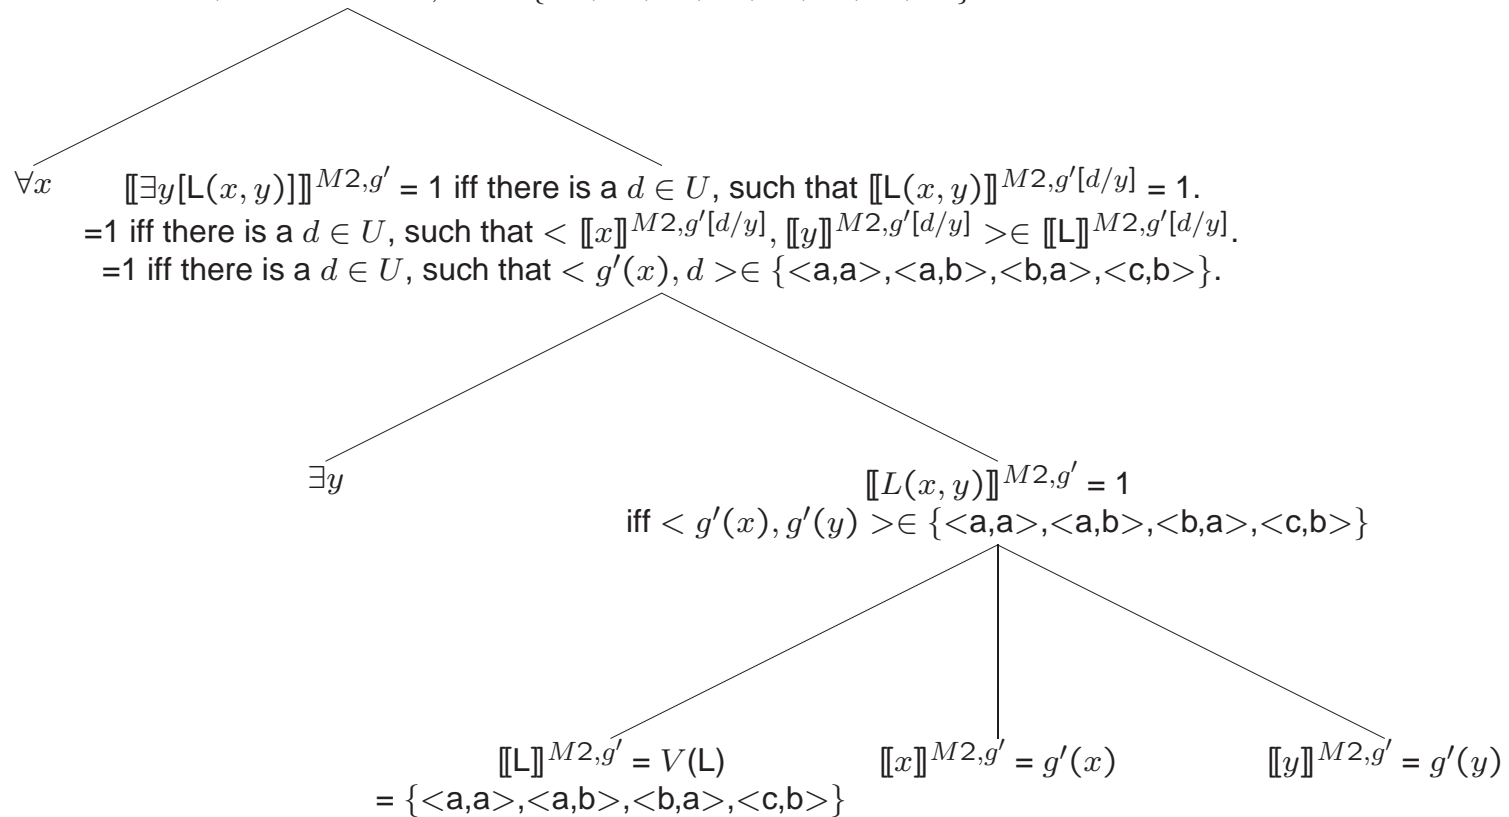 ∀x
⟦∃y[L(x, y)]⟧^{M2,g′} = 1 iff there is a d ∈ U, such that ⟦L(x, y)⟧^{M2,g′[d/y]} = 1.
=1 iff there is a d ∈ U, such that < ⟦x⟧^{M2,g′[d/y]}, ⟦y⟧^{M2,g′[d/y]} >∈ ⟦L⟧^{M2,g′[d/y]}.
=1 iff there is a d ∈ U, such that < g′(x), d >∈ {<a,a>,<a,b>,<b,a>,<c,b>}.
∃y
⟦L(x, y)⟧^{M2,g′} = 1
iff < g′(x), g′(y) >∈ {<a,a>,<a,b>,<b,a>,<c,b>}
⟦L⟧^{M2,g′} = V(L)
= {<a,a>,<a,b>,<b,a>,<c,b>}
⟦x⟧^{M2,g′} = g′(x)
⟦y⟧^{M2,g′} = g′(y)